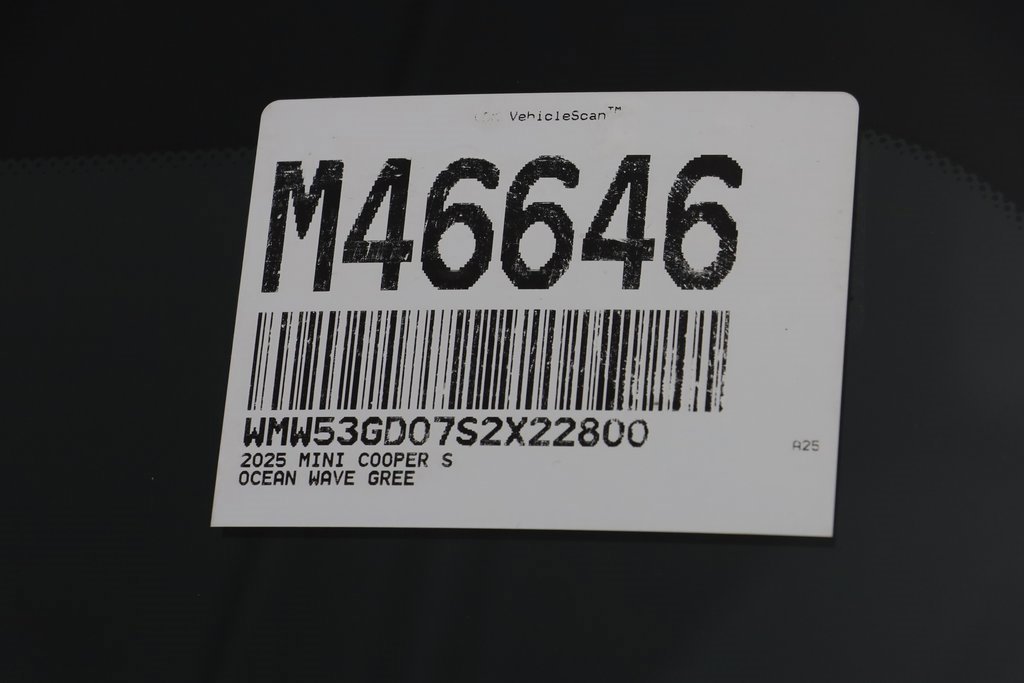 VehicleScan™
M46646
WMW53GD07S2X22800
2025 MINI COOPER S
OCEAN WAVE GREE
A25